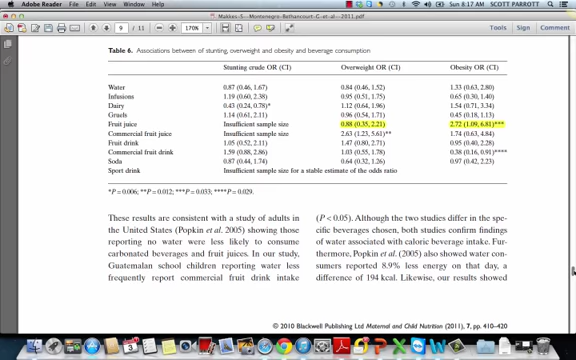 Adobe Reader File Edit View Window Help
Sun 8:17 AM SCOTT PARROTT
Makkes-S - Montenegro-Bethancourt-G et al - 2011.pdf
9 / 11 170% Tools Sign Comment
Table 6. Associations between of stunting, overweight and obesity and beverage consumption
Stunting crude OR (CI) Overweight OR (CI) Obesity OR (CI)
Water 0.87 (0.46, 1.67) 0.84 (0.46, 1.52) 1.33 (0.63, 2.80)
Infusions 1.19 (0.60, 2.38) 0.95 (0.51, 1.75) 0.65 (0.30, 1.40)
Dairy 0.43 (0.24, 0.78)* 1.12 (0.64, 1.96) 1.54 (0.71, 3.34)
Gruels 1.14 (0.61, 2.11) 0.96 (0.54, 1.71) 0.45 (0.18, 1.13)
Fruit juice Insufficient sample size 0.88 (0.35, 2.21) 2.72 (1.09, 6.81)***
Commercial fruit juice Insufficient sample size 2.63 (1.23, 5.61)** 1.74 (0.63, 4.84)
Fruit drink 1.05 (0.52, 2.11) 1.47 (0.80, 2.71) 0.95 (0.40, 2.28)
Commercial fruit drink 1.59 (0.88, 2.86) 1.03 (0.55, 1.78) 0.38 (0.16, 0.91)****
Soda 0.87 (0.44, 1.74) 0.64 (0.32, 1.26) 0.97 (0.42, 2.23)
Sport drink Insufficient sample size for a stable estimate of the odds ratio
*P = 0.006; **P = 0.012; ***P = 0.033; ****P = 0.029.
These results are consistent with a study of adults in
the United States (Popkin et al. 2005) showing those
reporting no water were less likely to consume
carbonated beverages and fruit juices. In our study,
Guatemalan school children reporting water less
frequently report commercial fruit drink intake
(P < 0.05). Although the two studies differ in the spe-
cific beverages chosen, both studies confirm findings
of water associated with caloric beverage intake. Fur-
thermore, Popkin et al. (2005) also showed water con-
sumers reported 8.9% less energy on that day, a
difference of 194 kcal. Likewise, our results showed
© 2010 Blackwell Publishing Ltd Maternal and Child Nutrition (2011), 7, pp. 410–420